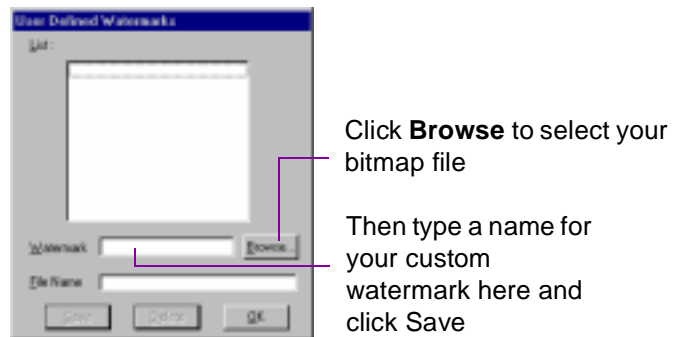 User Defined Watermarks
List:
Click Browse to select your
bitmap file
Then type a name for
your custom
watermark here and
click Save
Watermark
Browse...
File Name
Save
Delete
OK